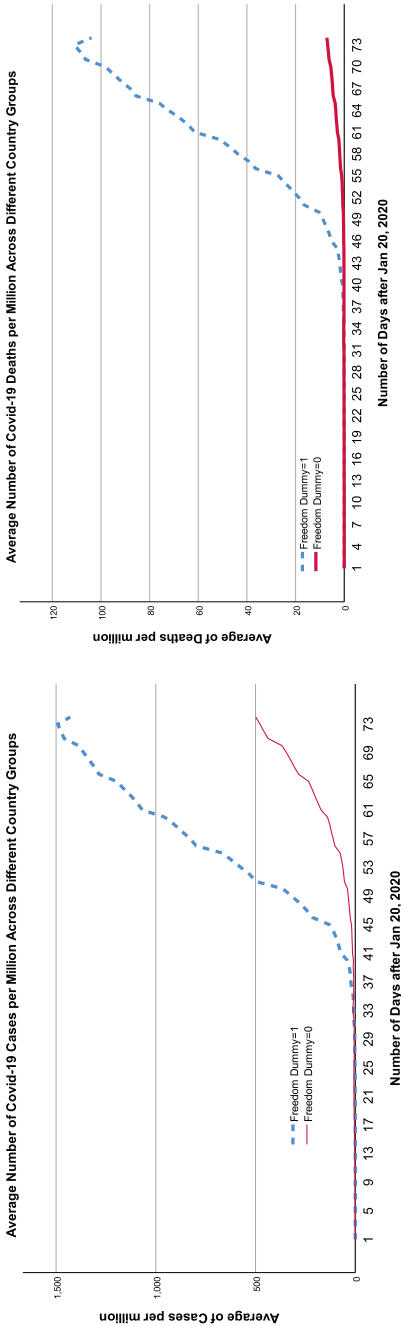 Average Number of Covid-19 Cases per Million Across Different Country Groups
Average of Cases per million
1,500
1,000
500
0
Freedom Dummy=1
Freedom Dummy=0
1 5 9 13 17 21 25 29 33 37 41 45 49 53 57 61 65 69 73
Number of Days after Jan 20, 2020
Average Number of Covid-19 Deaths per Million Across Different Country Groups
Average of Deaths per million
120
100
80
60
40
20
0
Freedom Dummy=1
Freedom Dummy=0
1 4 7 10 13 16 19 22 25 28 31 34 37 40 43 46 49 52 55 58 61 64 67 70 73
Number of Days after Jan 20, 2020